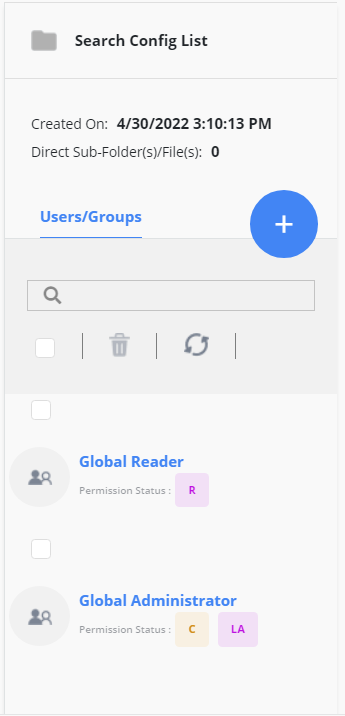 Search Config List
Created On: 4/30/2022 3:10:13 PM
Direct Sub-Folder(s)/File(s): 0
Users/Groups
+
Global Reader
Permission Status : R
Global Administrator
Permission Status : C LA